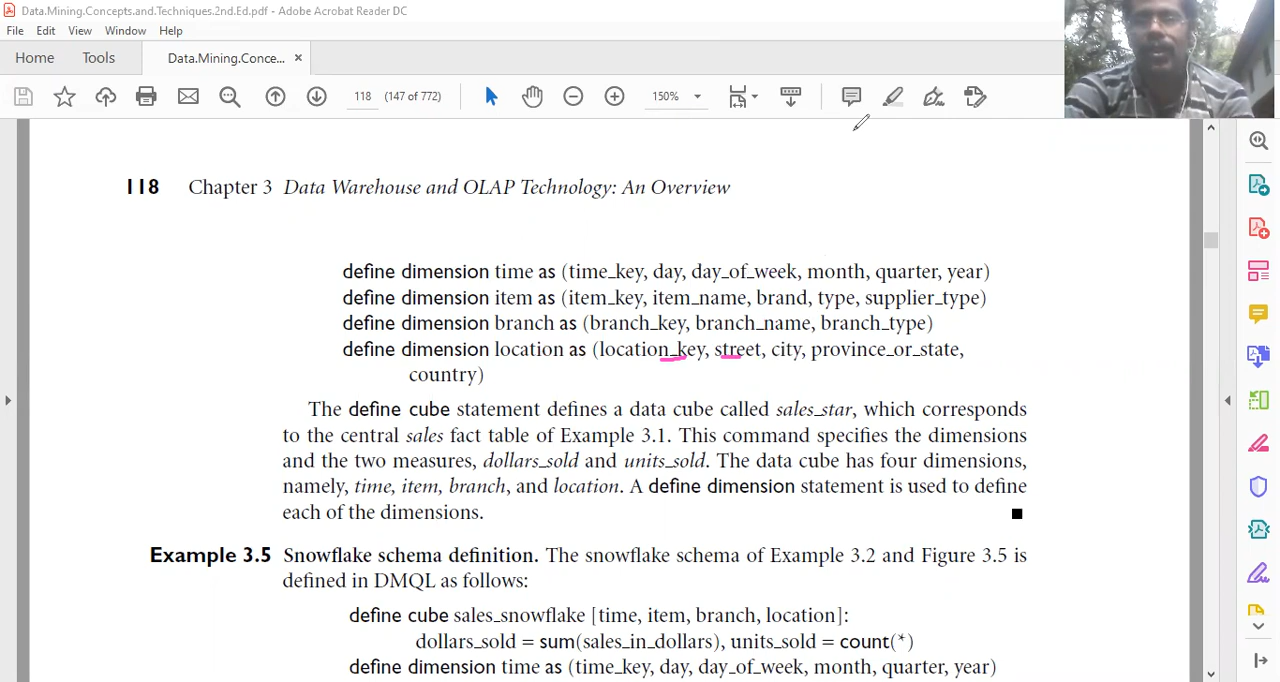 Data.Mining.Concepts.and.Techniques.2nd.Ed.pdf - Adobe Acrobat Reader DC
File Edit View Window Help
Home Tools Data.Mining.Conce... ×
118 (147 of 772) 150%
118 Chapter 3 Data Warehouse and OLAP Technology: An Overview
define dimension time as (time_key, day, day_of_week, month, quarter, year)
define dimension item as (item_key, item_name, brand, type, supplier_type)
define dimension branch as (branch_key, branch_name, branch_type)
define dimension location as (location_key, street, city, province_or_state,
country)
The define cube statement defines a data cube called sales_star, which corresponds
to the central sales fact table of Example 3.1. This command specifies the dimensions
and the two measures, dollars_sold and units_sold. The data cube has four dimensions,
namely, time, item, branch, and location. A define dimension statement is used to define
each of the dimensions.
Example 3.5 Snowflake schema definition. The snowflake schema of Example 3.2 and Figure 3.5 is
defined in DMQL as follows:
define cube sales_snowflake [time, item, branch, location]:
dollars_sold = sum(sales_in_dollars), units_sold = count(*)
define dimension time as (time_key, day, day_of_week, month, quarter, year)